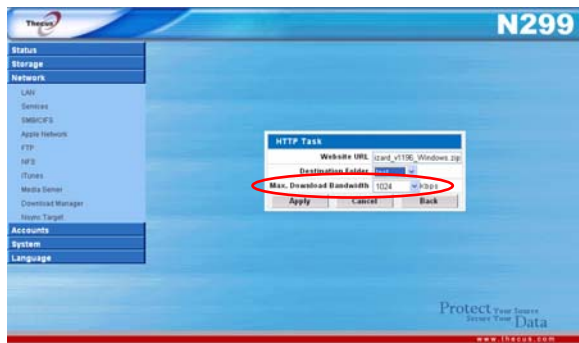 Thecus
N299
Status
Storage
Network
LAN
Services
SMB/CIFS
Apple Network
FTP
NFS
iTunes
Media Server
Download Manager
Nsync Target
Accounts
System
Language
HTTP Task
Website URL izard_v1196_Windows.zip
Destination Folder
Max. Download Bandwidth 1024 kbps
Apply Cancel Back
Protect Your Source
Secure Your Data
www.thecus.com